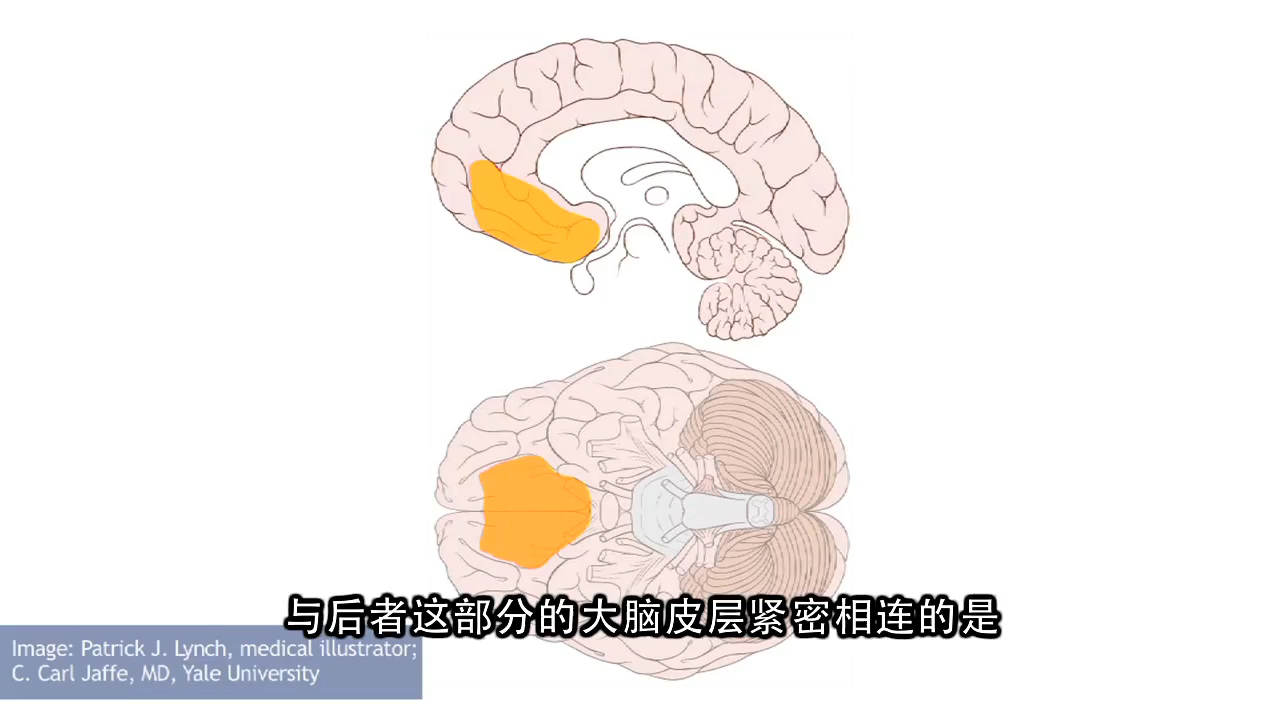 与后者这部分的大脑皮层紧密相连的是
Image: Patrick J. Lynch, medical illustrator;
C. Carl Jaffe, MD, Yale University